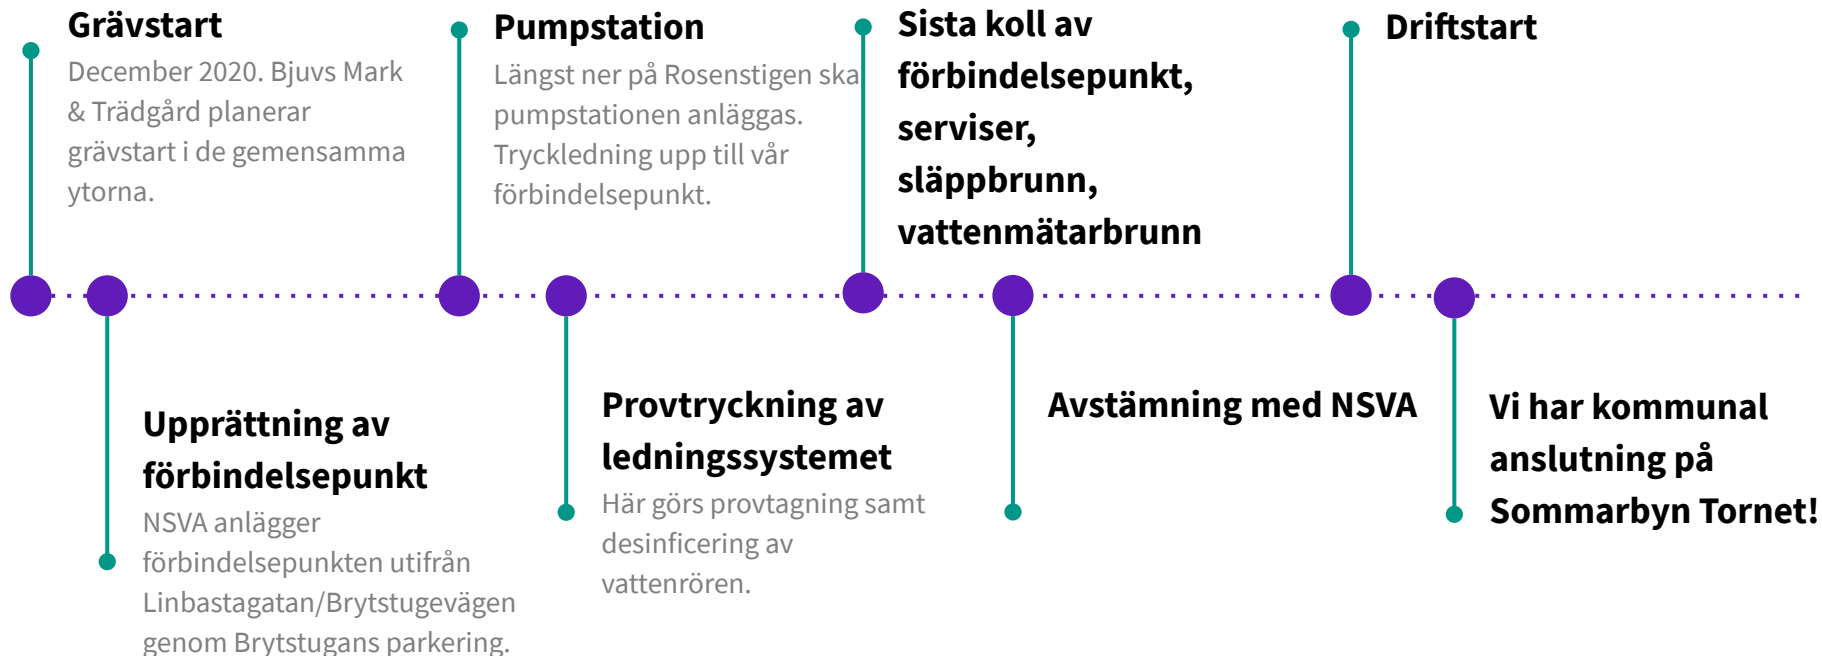 Grävstart
December 2020. Bjuvs Mark
& Trädgård planerar
grävstart i de gemensamma
ytorna.
Upprättning av
förbindelsepunkt
NSVA anlägger
förbindelsepunkten utifrån
Linbastagatan/Brytstugevägen
genom Brytstugans parkering.
Pumpstation
Längst ner på Rosenstigen ska
pumpstationen anläggas.
Tryckledning upp till vår
förbindelsepunkt.
Provtryckning av
ledningssystemet
Här görs provtagning samt
desinficering av
vattenrören.
Sista koll av
förbindelsepunkt,
serviser,
släppbrunn,
vattenmätarbrunn
Avstämning med NSVA
Driftstart
Vi har kommunal
anslutning på
Sommarbyn Tornet!